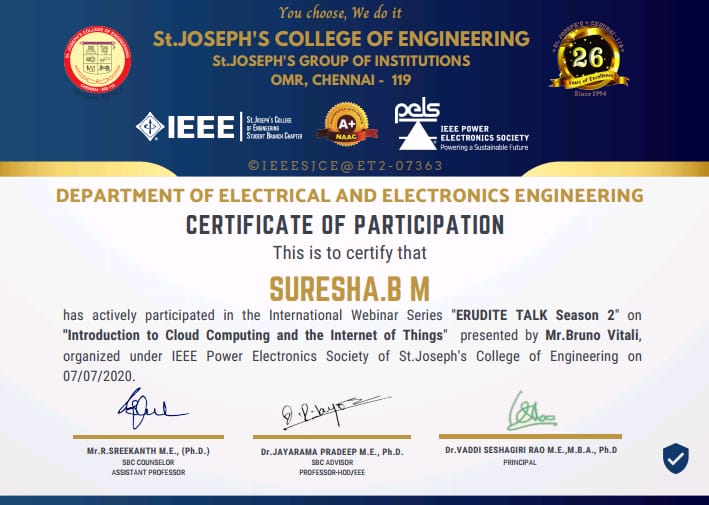 You choose, We do it
St.JOSEPH'S COLLEGE OF ENGINEERING
St.JOSEPH'S GROUP OF INSTITUTIONS
OMR, CHENNAI - 119
ST. JOSEPH'S COLLEGE OF ENGINEERING
CHENNAI - 600 119
ST. JOSEPH'S - CHENNAI-119
26
Years of Excellence
Since 1994
IEEE
St. Joseph's College
of Engineering
Student Branch Chapter
A+
NAAC
pels
IEEE POWER
ELECTRONICS SOCIETY
Powering a Sustainable Future
©IEEESJCE@ET2-07363
DEPARTMENT OF ELECTRICAL AND ELECTRONICS ENGINEERING
CERTIFICATE OF PARTICIPATION
This is to certify that
SURESHA.B M
has actively participated in the International Webinar Series "ERUDITE TALK Season 2" on
"Introduction to Cloud Computing and the Internet of Things" presented by Mr.Bruno Vitali,
organized under IEEE Power Electronics Society of St.Joseph's College of Engineering on
07/07/2020.
Mr.R.SREEKANTH M.E., (Ph.D.)
SBC COUNSELOR
ASSISTANT PROFESSOR
Dr.JAYARAMA PRADEEP M.E., Ph.D.
SBC ADVISOR
PROFESSOR-HOD/EEE
Dr.VADDI SESHAGIRI RAO M.E.,M.B.A., Ph.D
PRINCIPAL